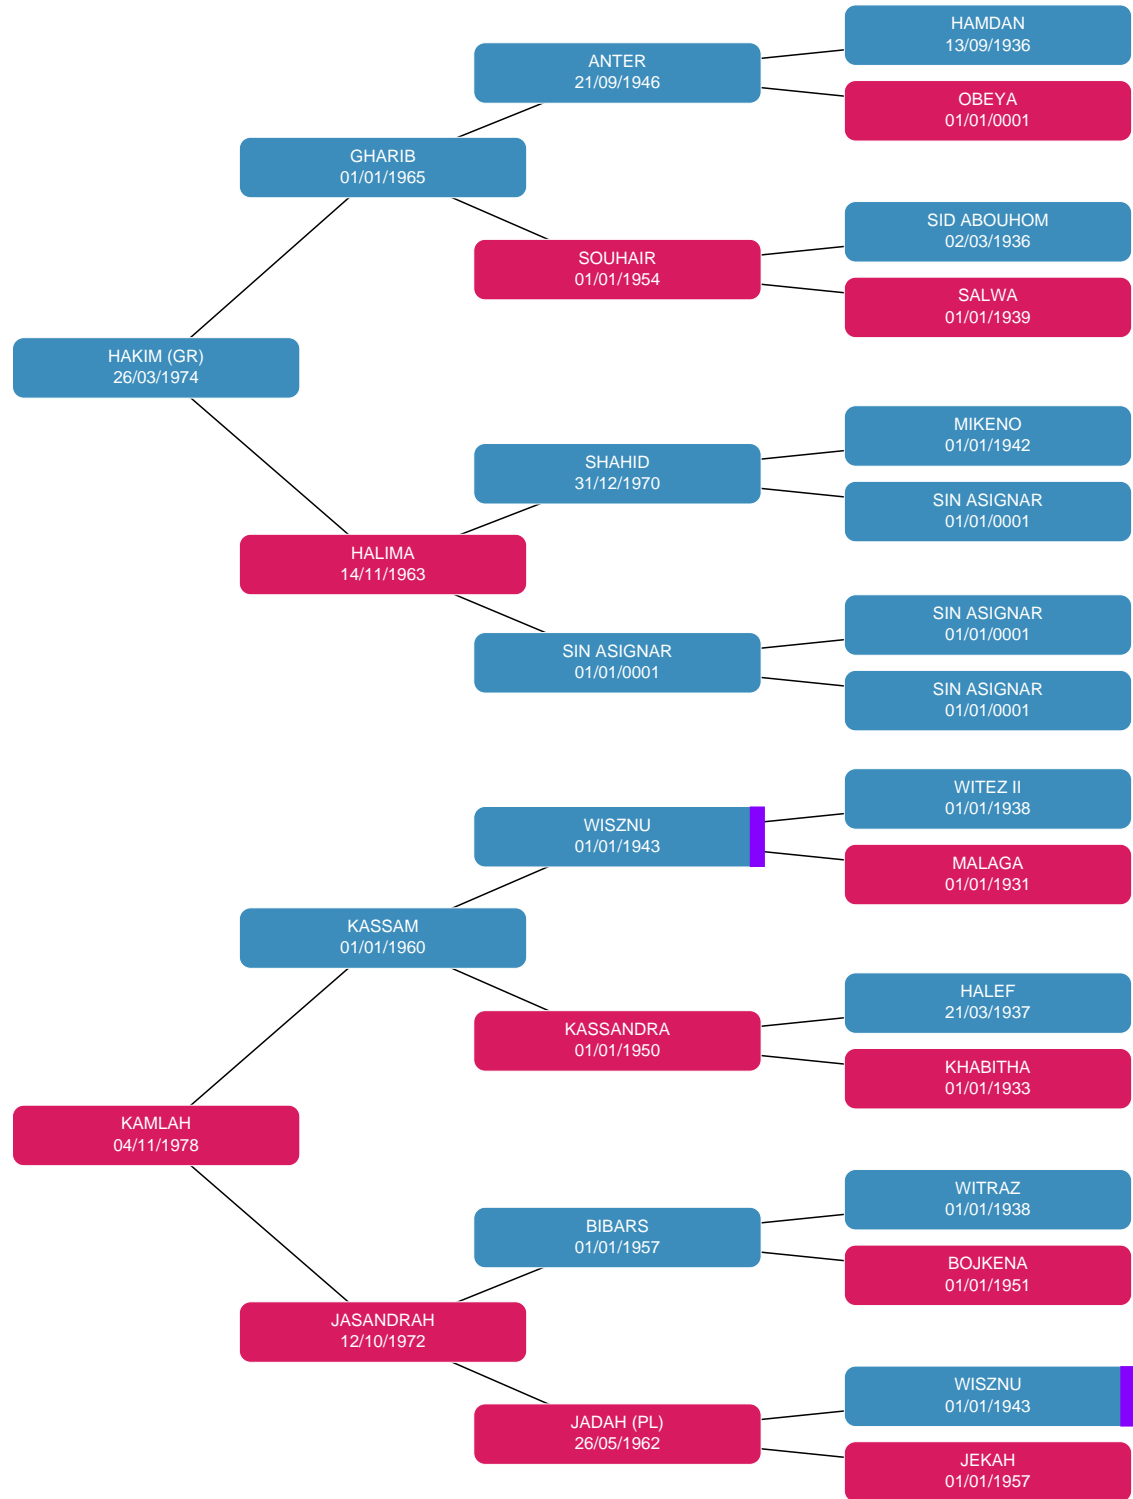 HAMDAN
13/09/1936
ANTER
21/09/1946
OBEYA
01/01/0001
GHARIB
01/01/1965
SID ABOUHOM
02/03/1936
SOUHAIR
01/01/1954
SALWA
01/01/1939
HAKIM (GR)
26/03/1974
MIKENO
01/01/1942
SHAHID
31/12/1970
SIN ASIGNAR
01/01/0001
HALIMA
14/11/1963
SIN ASIGNAR
01/01/0001
SIN ASIGNAR
01/01/0001
SIN ASIGNAR
01/01/0001
WITEZ II
01/01/1938
WISZNU
01/01/1943
MALAGA
01/01/1931
KASSAM
01/01/1960
HALEF
21/03/1937
KASSANDRA
01/01/1950
KHABITHA
01/01/1933
KAMLAH
04/11/1978
WITRAZ
01/01/1938
BIBARS
01/01/1957
BOJKENA
01/01/1951
JASANDRAH
12/10/1972
WISZNU
01/01/1943
JADAH (PL)
26/05/1962
JEKAH
01/01/1957